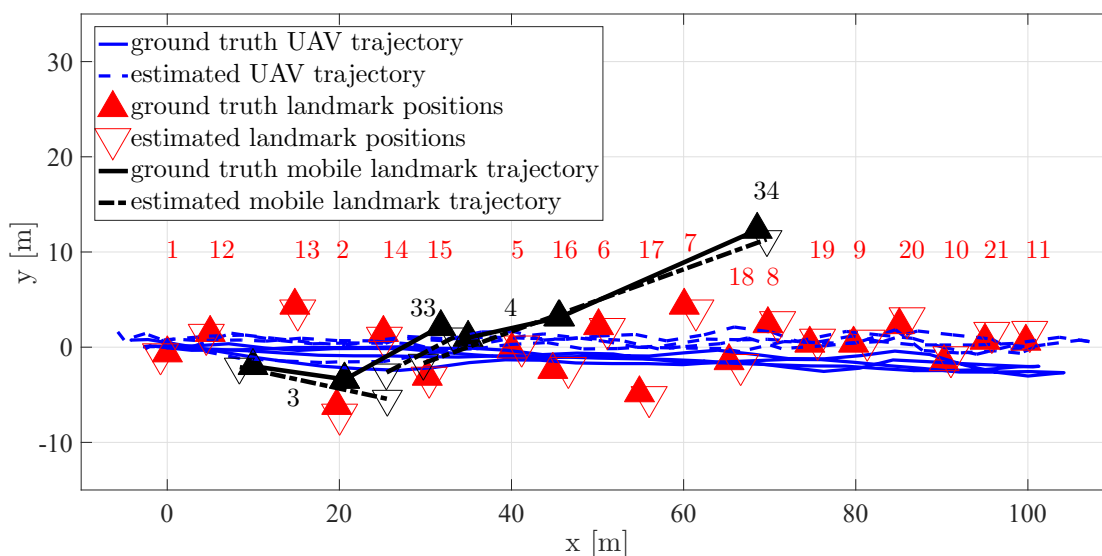 ground truth UAV trajectory
estimated UAV trajectory
ground truth landmark positions
estimated landmark positions
ground truth mobile landmark trajectory
estimated mobile landmark trajectory
30
20
10
0
-10
y [m]
34
1 12 13 2 14 15 5 16 6 17 7 19 9 20 10 21 11
18 8
33 4
3
0 20 40 60 80 100
x [m]